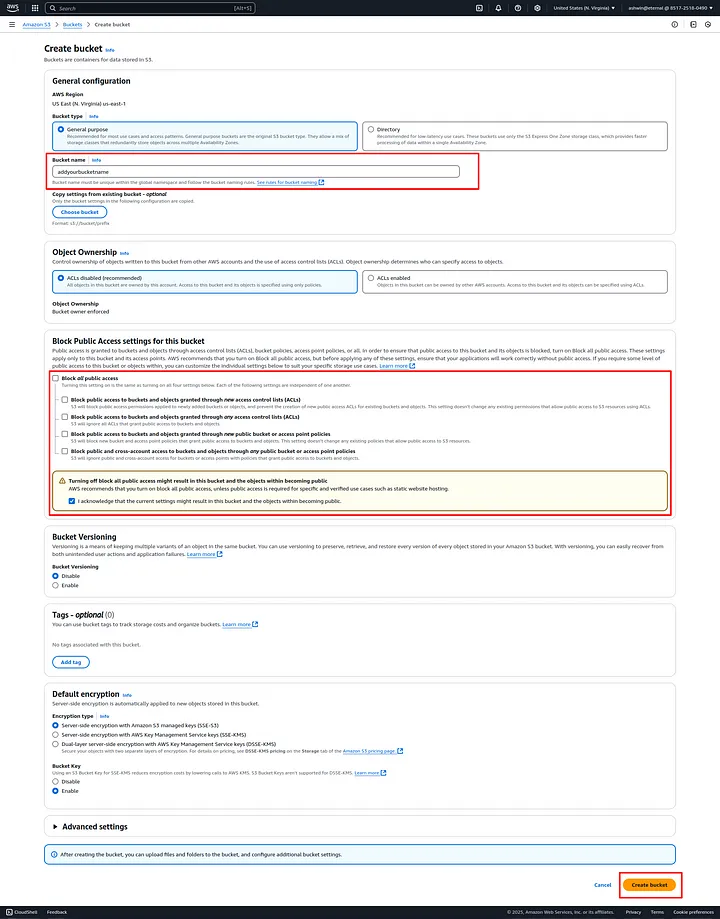 aws
Search
[Alt+S]
United States (N. Virginia)
ashwin@eternal @ 8517-2518-0490
Amazon S3
Buckets
Create bucket
Create bucket Info
Buckets are containers for data stored in S3.
General configuration
AWS Region
US East (N. Virginia) us-east-1
Bucket type Info
General purpose
Recommended for most use cases and access patterns. General purpose buckets are the original S3 bucket type. They allow a mix of
storage classes that redundantly store objects across multiple Availability Zones.
Directory
Recommended for low-latency use cases. These buckets use only the S3 Express One Zone storage class, which provides faster
processing of data within a single Availability Zone.
Bucket name Info
addyourbucketname
Bucket name must be unique within the global namespace and follow the bucket naming rules. See rules for bucket naming
Copy settings from existing bucket - optional
Only the bucket settings in the following configuration are copied.
Choose bucket
Format: s3://bucket/prefix
Object Ownership Info
Control ownership of objects written to this bucket from other AWS accounts and the use of access control lists (ACLs). Object ownership determines who can specify access to objects.
ACLs disabled (recommended)
All objects in this bucket are owned by this account. Access to this bucket and its objects is specified using only policies.
ACLs enabled
Objects in this bucket can be owned by other AWS accounts. Access to this bucket and its objects can be specified using ACLs.
Object Ownership
Bucket owner enforced
Block Public Access settings for this bucket
Public access is granted to buckets and objects through access control lists (ACLs), bucket policies, access point policies, or all. In order to ensure that public access to this bucket and its objects is blocked, turn on Block all public access. These settings
apply only to this bucket and its access points. AWS recommends that you turn on Block all public access, but before applying any of these settings, ensure that your applications will work correctly without public access. If you require some level of
public access to this bucket or objects within, you can customize the individual settings below to suit your specific storage use cases. Learn more
Block all public access
Turning this setting on is the same as turning on all four settings below. Each of the following settings are independent of one another.
Block public access to buckets and objects granted through new access control lists (ACLs)
S3 will block public access permissions applied to newly added buckets or objects, and prevent the creation of new public access ACLs for existing buckets and objects. This setting doesn't change any existing permissions that allow public access to S3 resources using ACLs.
Block public access to buckets and objects granted through any access control lists (ACLs)
S3 will ignore all ACLs that grant public access to buckets and objects.
Block public access to buckets and objects granted through new public bucket or access point policies
S3 will block new bucket and access point policies that grant public access to buckets and objects. This setting doesn't change any existing policies that allow public access to S3 resources.
Block public and cross-account access to buckets and objects through any public bucket or access point policies
S3 will ignore public and cross-account access for buckets or access points with policies that grant public access to buckets and objects.
Turning off block all public access might result in this bucket and the objects within becoming public
AWS recommends that you turn on block all public access, unless public access is required for specific and verified use cases such as static website hosting.
I acknowledge that the current settings might result in this bucket and the objects within becoming public.
Bucket Versioning
Versioning is a means of keeping multiple variants of an object in the same bucket. You can use versioning to preserve, retrieve, and restore every version of every object stored in your Amazon S3 bucket. With versioning, you can easily recover from
both unintended user actions and application failures. Learn more
Bucket Versioning
Disable
Enable
Tags - optional (0)
You can use bucket tags to track storage costs and organize buckets. Learn more
No tags associated with this bucket.
Add tag
Default encryption Info
Server-side encryption is automatically applied to new objects stored in this bucket.
Encryption type Info
Server-side encryption with Amazon S3 managed keys (SSE-S3)
Server-side encryption with AWS Key Management Service keys (SSE-KMS)
Dual-layer server-side encryption with AWS Key Management Service keys (DSSE-KMS)
Secure your objects with two separate layers of encryption. For details on pricing, see DSSE-KMS pricing on the Storage tab of the Amazon S3 pricing page.
Bucket Key
Using an S3 Bucket Key for SSE-KMS reduces encryption costs by lowering calls to AWS KMS. S3 Bucket Keys aren't supported for DSSE-KMS. Learn more
Disable
Enable
Advanced settings
After creating the bucket, you can upload files and folders to the bucket, and configure additional bucket settings.
Cancel
Create bucket
CloudShell
Feedback
© 2025, Amazon Web Services, Inc. or its affiliates.
Privacy
Terms
Cookie preferences